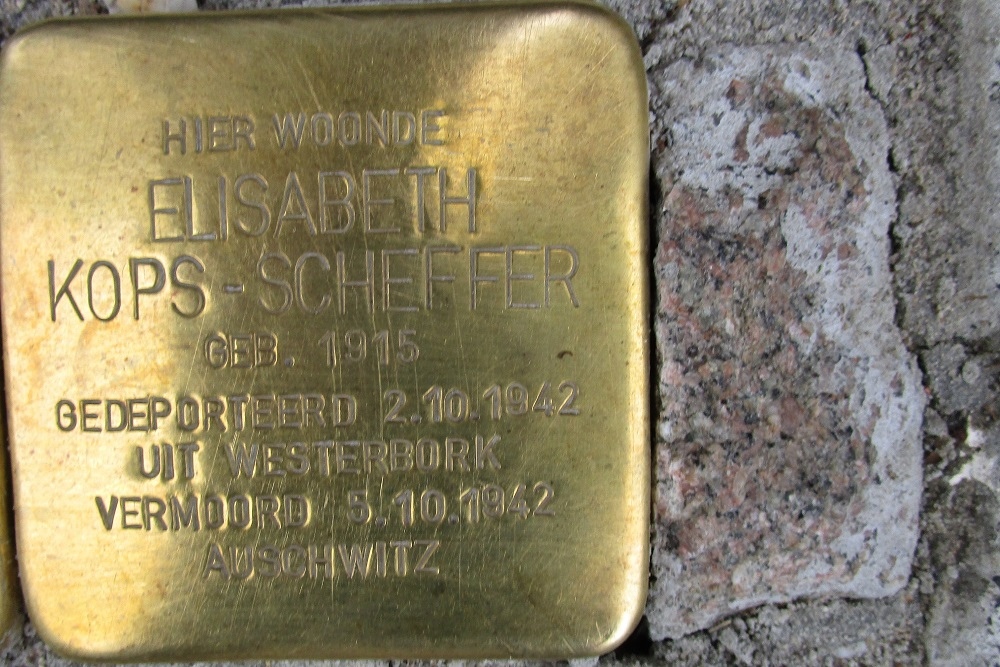 HIER WOONDE
ELISABETH
KOPS - SCHEFFER
GEB. 1915
GEDEPORTEERD 2.10.1942
UIT WESTERBORK
VERMOORD 5.10.1942
AUSCHWITZ